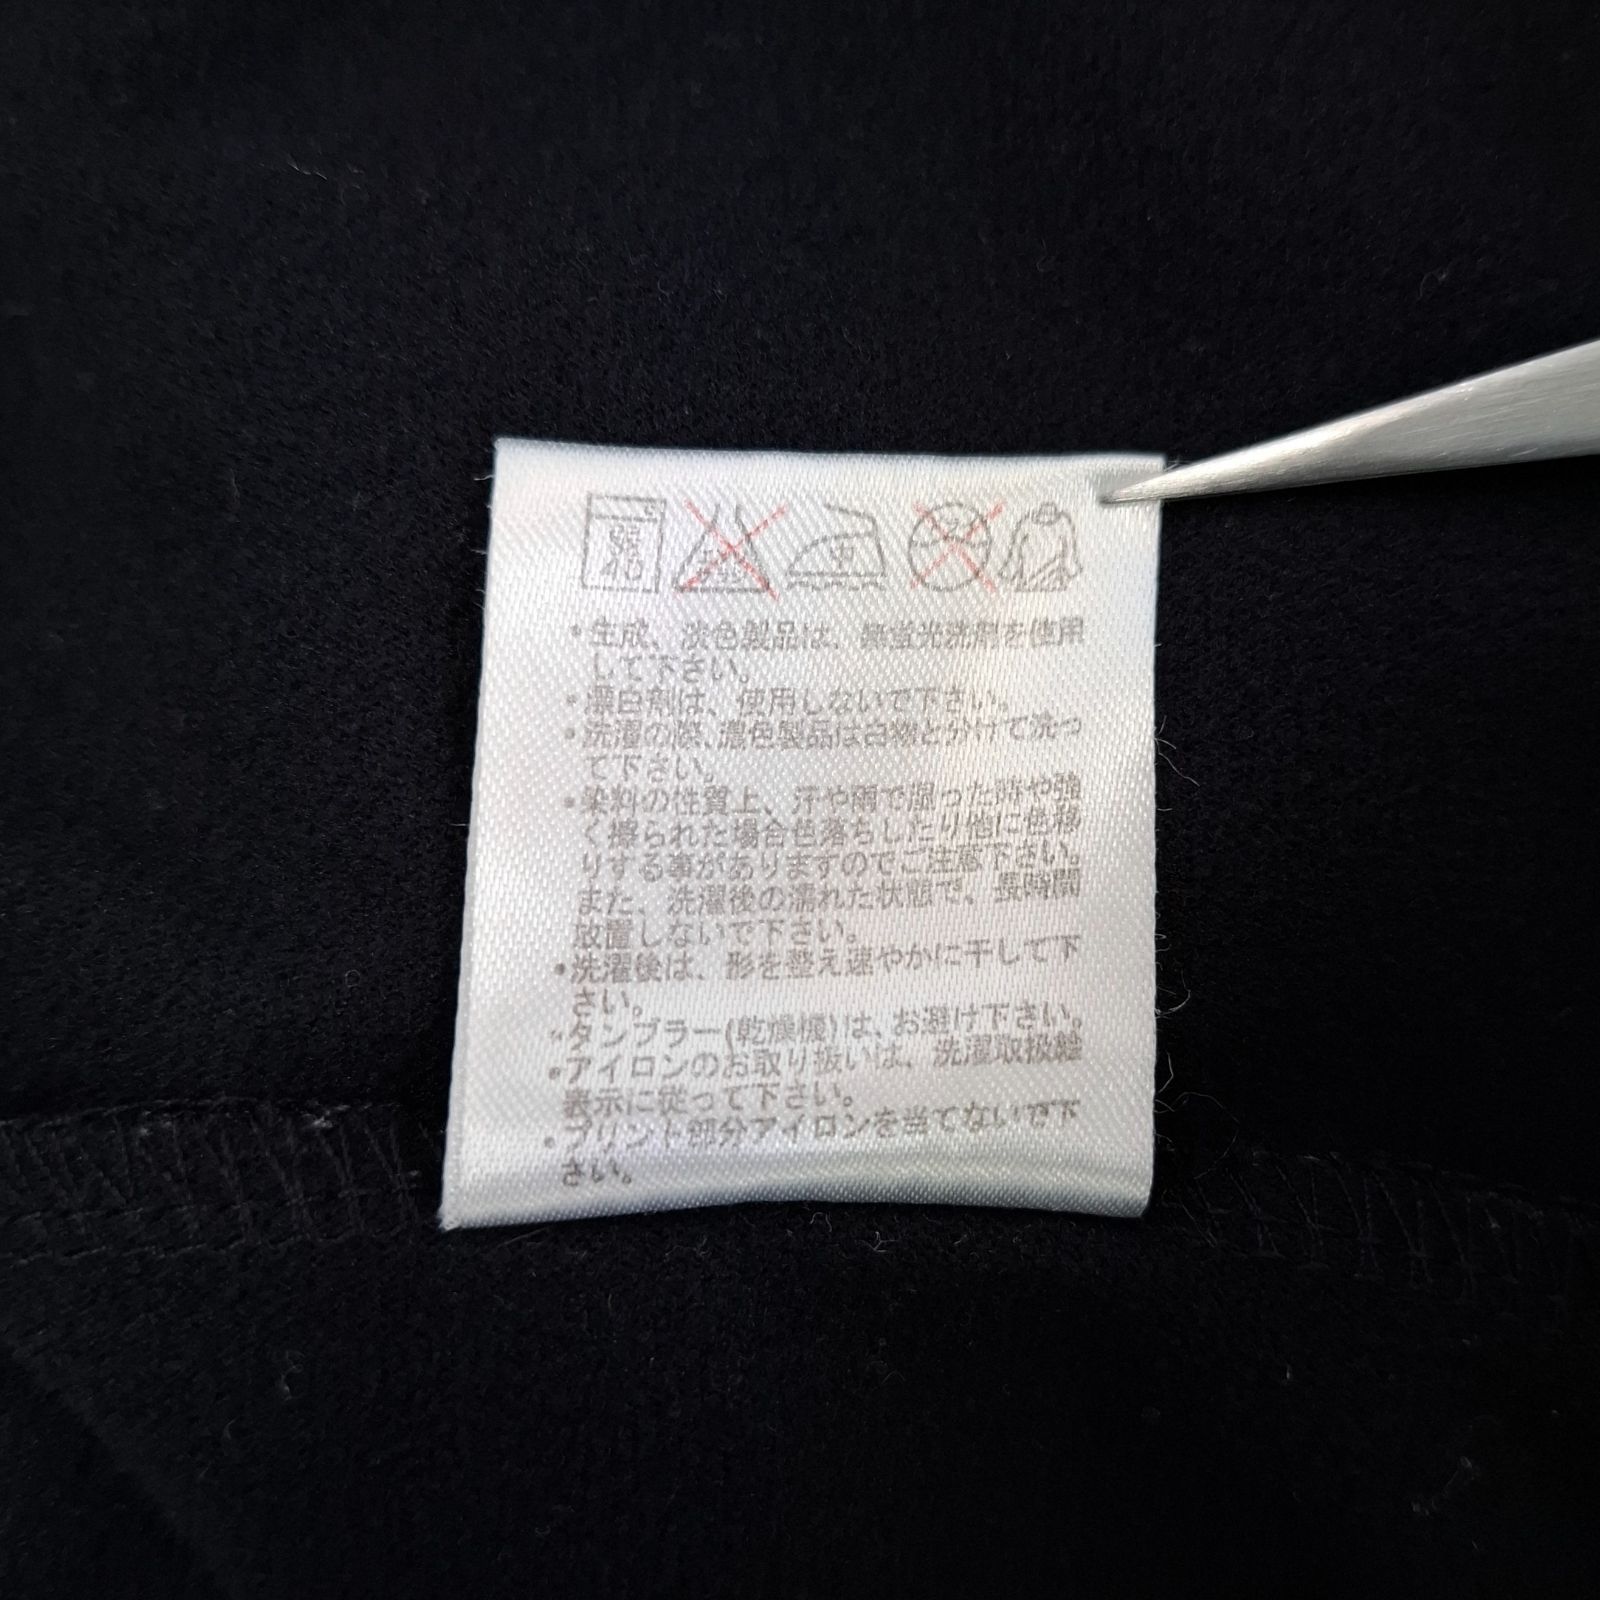 40
・生成、淡色製品は、無蛍光洗剤を使用
して下さい。
・漂白剤は、使用しないで下さい。
・洗濯の際、濃色製品は白物と分けて洗っ
て下さい。
・染料の性質上、汗や雨で湿った時や強
く擦られた場合色落ちしたり他に色移
りする事がありますのでご注意下さい。
また、洗濯後の濡れた状態で、長時間
放置しないで下さい。
・洗濯後は、形を整え速やかに干して下
さい。
・タンブラー(乾燥機)は、お避け下さい。
・アイロンのお取り扱いは、洗濯取扱絵
表示に従って下さい。
・プリント部分アイロンを当てないで下
さい。